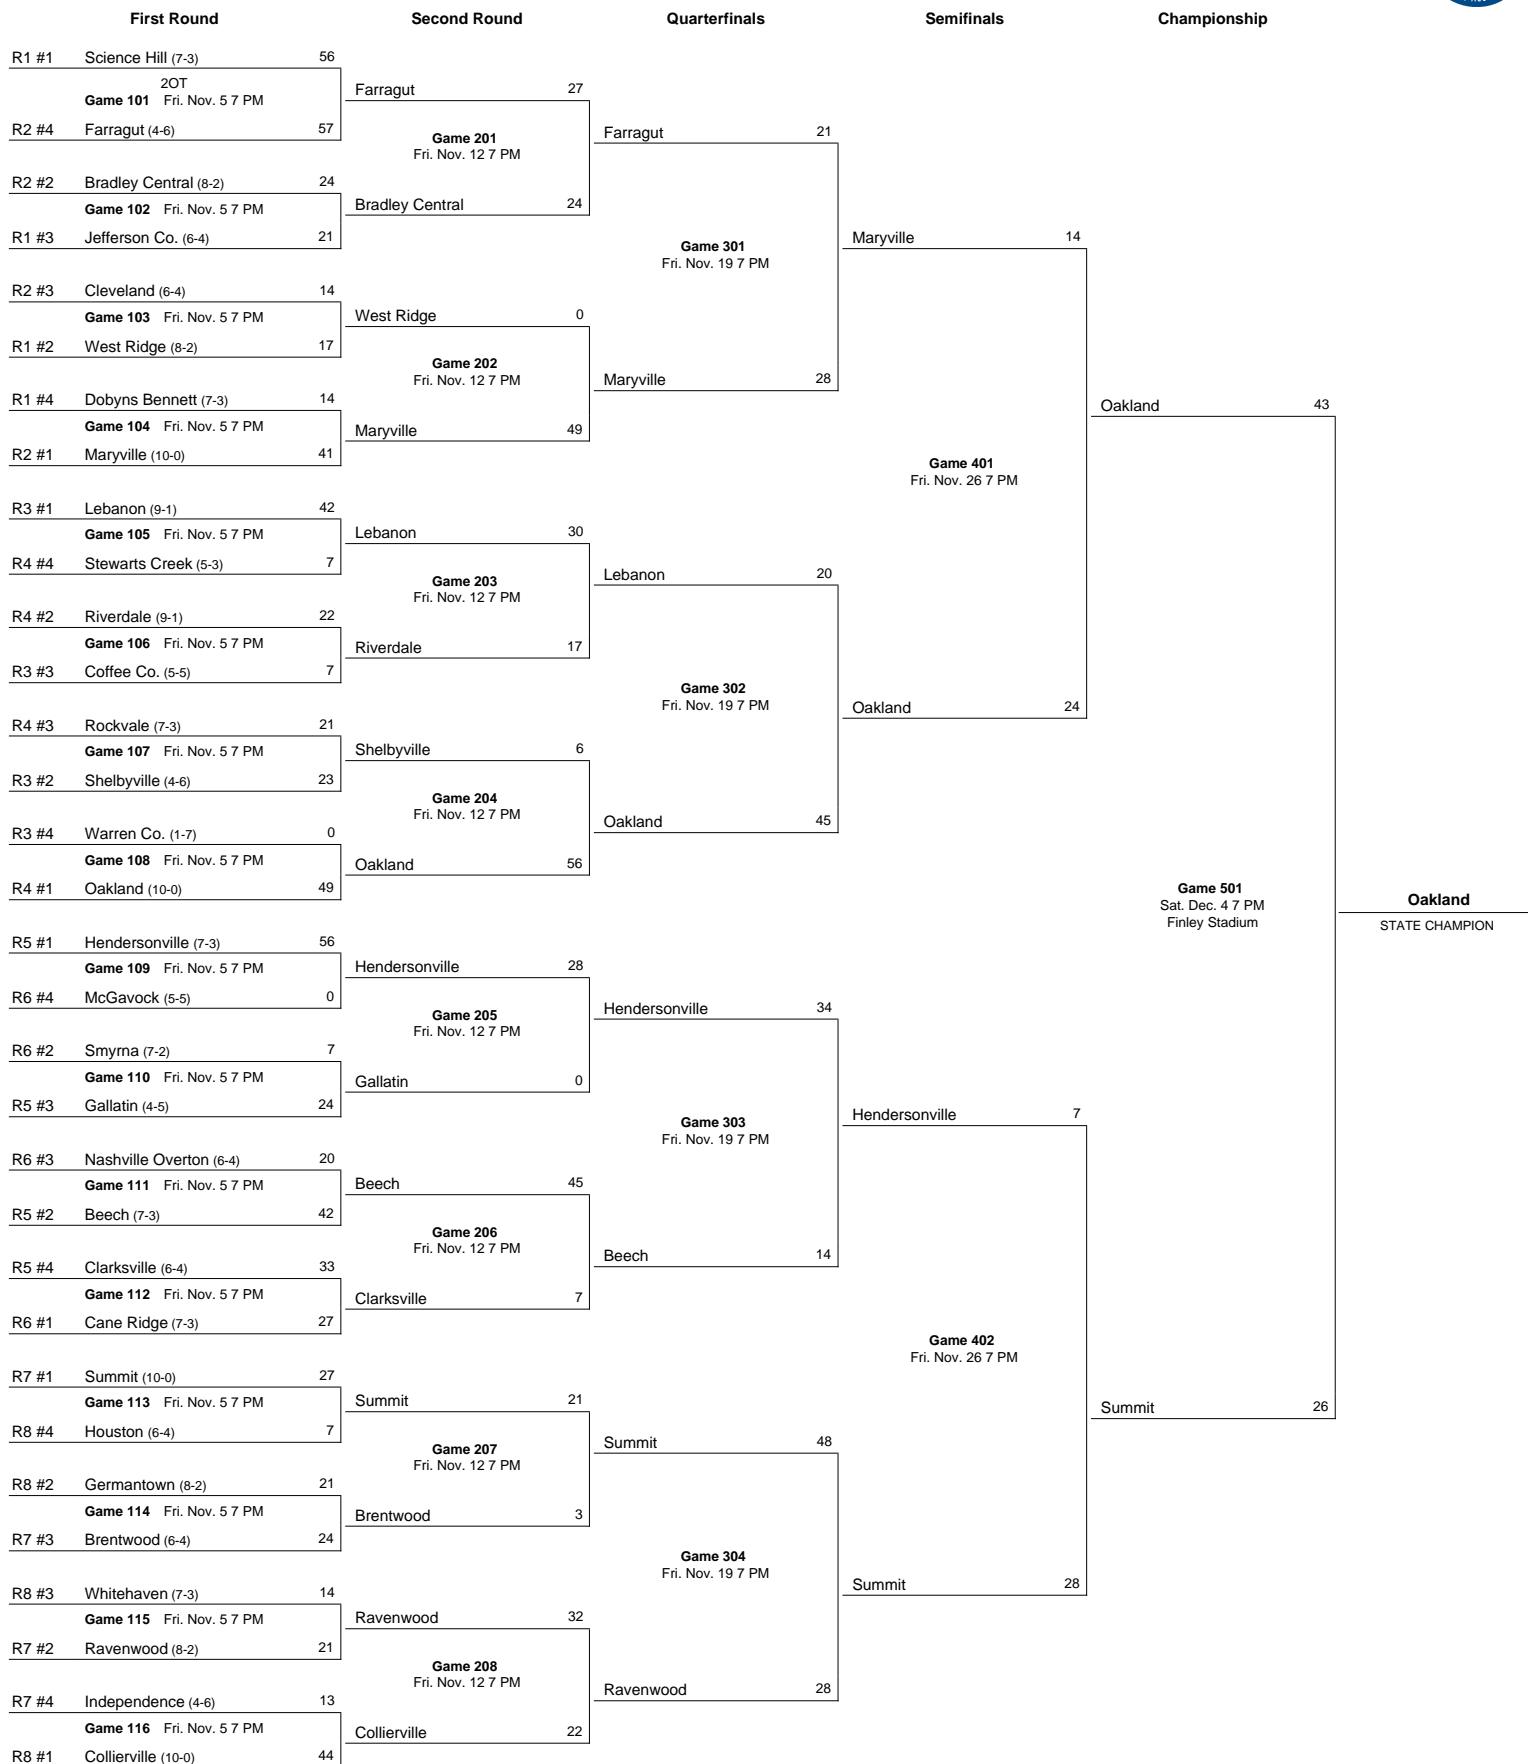 First Round Second Round Quarterfinals Semifinals Championship
R1 #1 Science Hill (7-3) 56
2OT
Game 101 Fri. Nov. 5 7 PM
R2 #4 Farragut (4-6) 57
R2 #2 Bradley Central (8-2) 24
Game 102 Fri. Nov. 5 7 PM
R1 #3 Jefferson Co. (6-4) 21
R2 #3 Cleveland (6-4) 14
Game 103 Fri. Nov. 5 7 PM
R1 #2 West Ridge (8-2) 17
R1 #4 Dobyns Bennett (7-3) 14
Game 104 Fri. Nov. 5 7 PM
R2 #1 Maryville (10-0) 41
R3 #1 Lebanon (9-1) 42
Game 105 Fri. Nov. 5 7 PM
R4 #4 Stewarts Creek (5-3) 7
R4 #2 Riverdale (9-1) 22
Game 106 Fri. Nov. 5 7 PM
R3 #3 Coffee Co. (5-5) 7
R4 #3 Rockvale (7-3) 21
Game 107 Fri. Nov. 5 7 PM
R3 #2 Shelbyville (4-6) 23
R3 #4 Warren Co. (1-7) 0
Game 108 Fri. Nov. 5 7 PM
R4 #1 Oakland (10-0) 49
R5 #1 Hendersonville (7-3) 56
Game 109 Fri. Nov. 5 7 PM
R6 #4 McGavock (5-5) 0
R6 #2 Smyrna (7-2) 7
Game 110 Fri. Nov. 5 7 PM
R5 #3 Gallatin (4-5) 24
R6 #3 Nashville Overton (6-4) 20
Game 111 Fri. Nov. 5 7 PM
R5 #2 Beech (7-3) 42
R5 #4 Clarksville (6-4) 33
Game 112 Fri. Nov. 5 7 PM
R6 #1 Cane Ridge (7-3) 27
R7 #1 Summit (10-0) 27
Game 113 Fri. Nov. 5 7 PM
R8 #4 Houston (6-4) 7
R8 #2 Germantown (8-2) 21
Game 114 Fri. Nov. 5 7 PM
R7 #3 Brentwood (6-4) 24
R8 #3 Whitehaven (7-3) 14
Game 115 Fri. Nov. 5 7 PM
R7 #2 Ravenwood (8-2) 21
R7 #4 Independence (4-6) 13
Game 116 Fri. Nov. 5 7 PM
R8 #1 Collierville (10-0) 44
Farragut 27
Game 201
Fri. Nov. 12 7 PM
Bradley Central 24
West Ridge 0
Game 202
Fri. Nov. 12 7 PM
Maryville 49
Lebanon 30
Game 203
Fri. Nov. 12 7 PM
Riverdale 17
Shelbyville 6
Game 204
Fri. Nov. 12 7 PM
Oakland 56
Hendersonville 28
Game 205
Fri. Nov. 12 7 PM
Gallatin 0
Beech 45
Game 206
Fri. Nov. 12 7 PM
Clarksville 7
Summit 21
Game 207
Fri. Nov. 12 7 PM
Brentwood 3
Ravenwood 32
Game 208
Fri. Nov. 12 7 PM
Collierville 22
Farragut 21
Game 301
Fri. Nov. 19 7 PM
Maryville 28
Lebanon 20
Game 302
Fri. Nov. 19 7 PM
Oakland 45
Hendersonville 34
Game 303
Fri. Nov. 19 7 PM
Beech 14
Summit 48
Game 304
Fri. Nov. 19 7 PM
Ravenwood 28
Maryville 14
Game 401
Fri. Nov. 26 7 PM
Oakland 24
Hendersonville 7
Game 402
Fri. Nov. 26 7 PM
Summit 28
Oakland 43
Game 501
Sat. Dec. 4 7 PM
Finley Stadium
Summit 26
Oakland
STATE CHAMPION